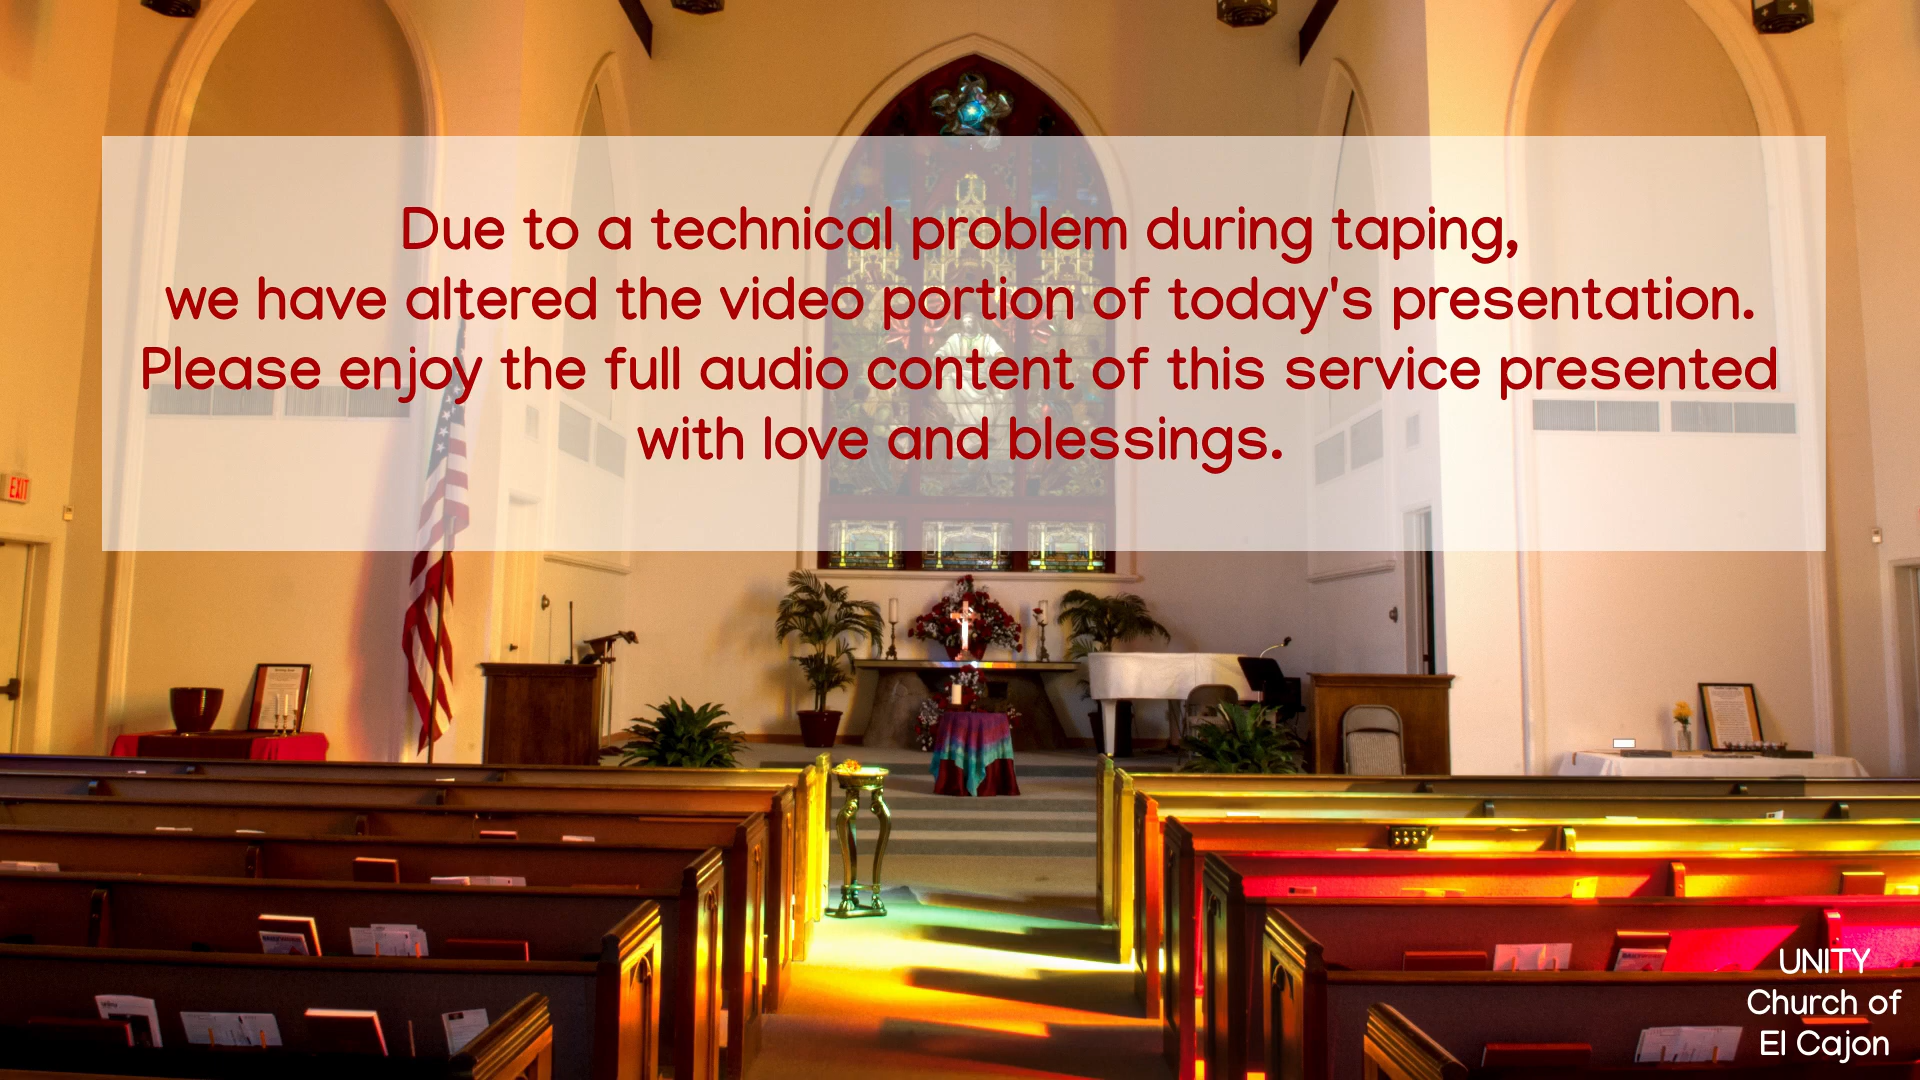 Due to a technical problem during taping,
we have altered the video portion of today's presentation.
Please enjoy the full audio content of this service presented
with love and blessings.
EXIT
UNITY
Church of
El Cajon